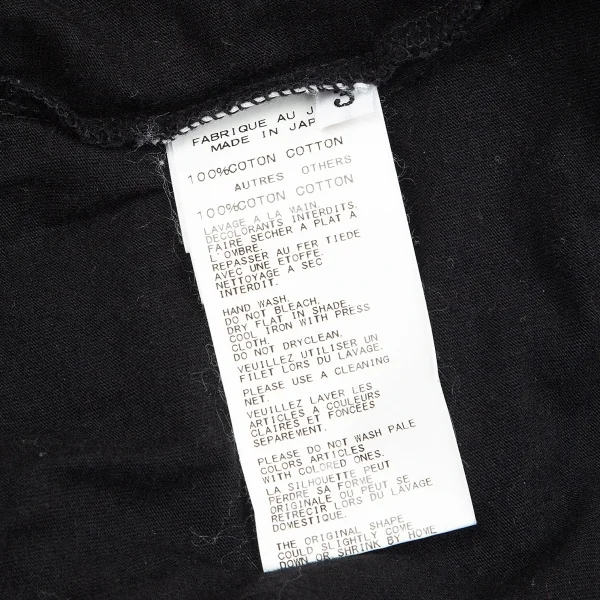 3
FABRIQUE AU J
MADE IN JAP
100%COTON COTTON
AUTRES OTHERS
100%COTON COTTON
LAVAGE A LA MAIN.
DECOLORANTS INTERDITS.
FAIRE SECHER A PLAT A
L'OMBRE.
REPASSER AU FER TIEDE
AVEC UNE ETOFFE.
NETTOYAGE A SEC
INTERDIT.
HAND WASH.
DO NOT BLEACH.
DRY FLAT IN SHADE.
COOL IRON WITH PRESS
CLOTH.
DO NOT DRYCLEAN.
VEUILLEZ UTILISER UN
FILET LORS DU LAVAGE.
PLEASE USE A CLEANING
NET.
VEUILLEZ LAVER LES
ARTICLES A COULEURS
CLAIRES ET FONCEES
SEPAREMENT.
PLEASE DO NOT WASH PALE
COLORS ARTICLES
WITH COLORED ONES.
LA SILHOUETTE PEUT
PERDRE SA FORME
ORIGINALE OU PEUT SE
RETRECIR LORS DU LAVAGE
DOMESTIQUE.
THE ORIGINAL SHAPE
COULD SLIGHTLY COME
DOWN OR SHRINK BY HOME